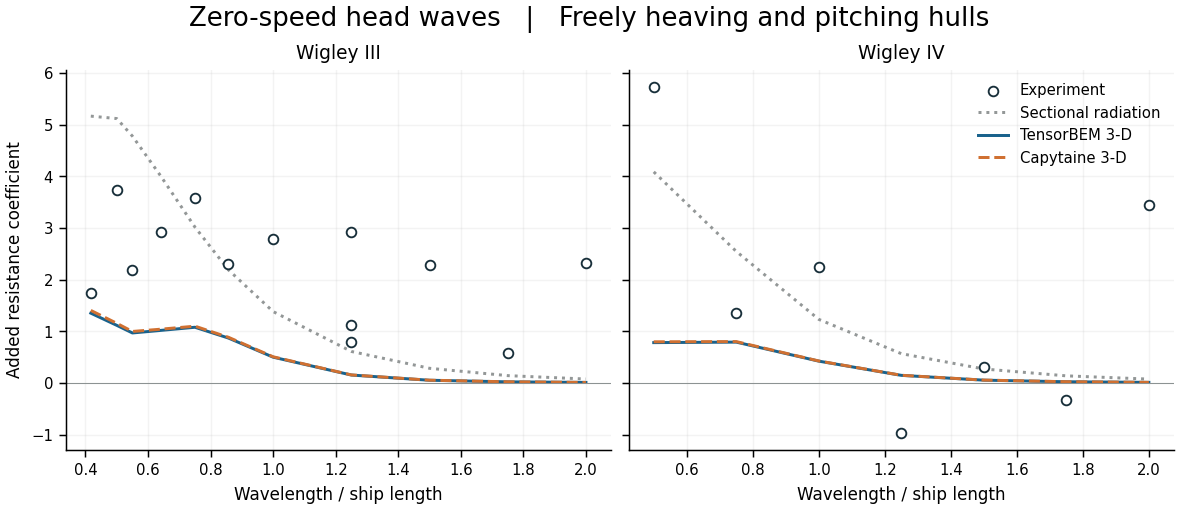 Zero-speed head waves | Freely heaving and pitching hulls
Wigley III
Wigley IV
Added resistance coefficient
6
5
4
3
2
1
0
−1
0.4 0.6 0.8 1.0 1.2 1.4 1.6 1.8 2.0
Wavelength / ship length
Experiment
Sectional radiation
TensorBEM 3-D
Capytaine 3-D
0.6 0.8 1.0 1.2 1.4 1.6 1.8 2.0
Wavelength / ship length